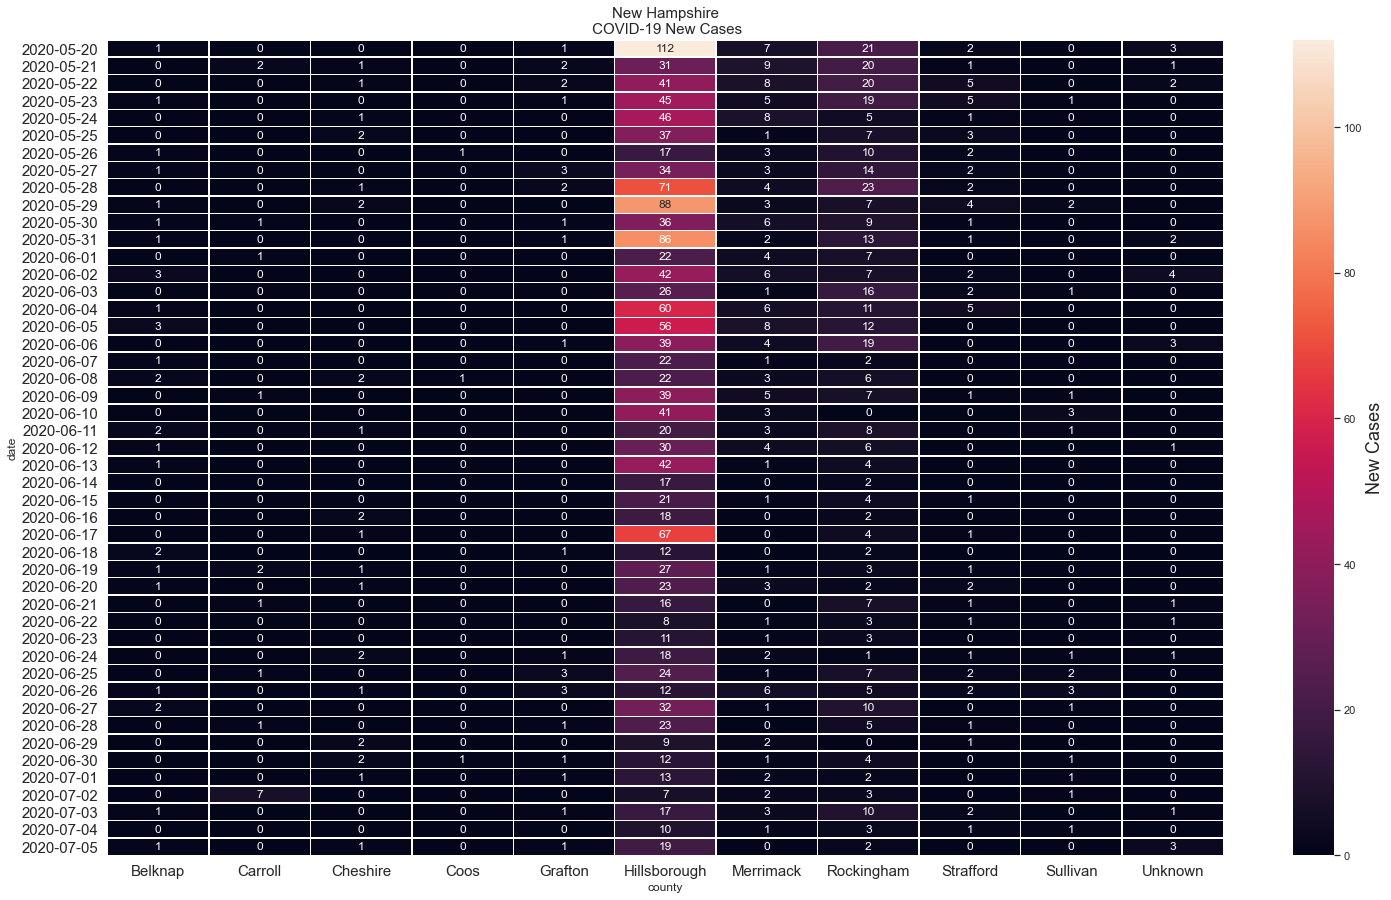 New Hampshire
COVID-19 New Cases
2020-05-20 1 0 0 0 1 112 7 21 2 0 3
2020-05-21 0 2 1 0 2 31 9 20 1 0 1
2020-05-22 0 0 1 0 2 41 8 20 5 0 2
2020-05-23 1 0 0 0 1 45 5 19 5 1 0
2020-05-24 0 0 1 0 0 46 8 5 1 0 0
2020-05-25 0 0 2 0 0 37 1 7 3 0 0
2020-05-26 1 0 0 1 0 17 3 10 2 0 0
2020-05-27 1 0 0 0 3 34 3 14 2 0 0
2020-05-28 0 0 1 0 2 71 4 23 2 0 0
2020-05-29 1 0 2 0 0 88 3 7 4 2 0
2020-05-30 1 1 0 0 1 36 6 9 1 0 0
2020-05-31 1 0 0 0 1 86 2 13 1 0 2
2020-06-01 0 1 0 0 0 22 4 7 0 0 0
2020-06-02 3 0 0 0 0 42 6 7 2 0 4
2020-06-03 0 0 0 0 0 26 1 16 2 1 0
2020-06-04 1 0 0 0 0 60 6 11 5 0 0
2020-06-05 3 0 0 0 0 56 8 12 0 0 0
2020-06-06 0 0 0 0 1 39 4 19 0 0 3
2020-06-07 1 0 0 0 0 22 1 2 0 0 0
2020-06-08 2 0 2 1 0 22 3 6 0 0 0
2020-06-09 0 1 0 0 0 39 5 7 1 1 0
2020-06-10 0 0 0 0 0 41 3 0 0 3 0
2020-06-11 2 0 1 0 0 20 3 8 0 1 0
2020-06-12 1 0 0 0 0 30 4 6 0 0 1
2020-06-13 1 0 0 0 0 42 1 4 0 0 0
2020-06-14 0 0 0 0 0 17 0 2 0 0 0
2020-06-15 0 0 0 0 0 21 1 4 1 0 0
2020-06-16 0 0 2 0 0 18 0 2 0 0 0
2020-06-17 0 0 1 0 0 67 0 4 1 0 0
2020-06-18 2 0 0 0 1 12 0 2 0 0 0
2020-06-19 1 2 1 0 0 27 1 3 1 0 0
2020-06-20 1 0 1 0 0 23 3 2 2 0 0
2020-06-21 0 1 0 0 0 16 0 7 1 0 1
2020-06-22 0 0 0 0 0 8 1 3 1 0 1
2020-06-23 0 0 0 0 0 11 1 3 0 0 0
2020-06-24 0 0 2 0 1 18 2 1 1 1 1
2020-06-25 0 1 0 0 3 24 1 7 2 2 0
2020-06-26 1 0 1 0 3 12 6 5 2 3 0
2020-06-27 2 0 0 0 0 32 1 10 0 1 0
2020-06-28 0 1 0 0 1 23 0 5 1 0 0
2020-06-29 0 0 2 0 0 9 2 0 1 0 0
2020-06-30 0 0 2 1 1 12 1 4 0 1 0
2020-07-01 0 0 1 0 1 13 2 2 0 1 0
2020-07-02 0 7 0 0 0 7 2 3 0 1 0
2020-07-03 1 0 0 0 1 17 3 10 2 0 1
2020-07-04 0 0 0 0 0 10 1 3 1 1 0
2020-07-05 1 0 1 0 1 19 0 2 0 0 3
date
Belknap Carroll Cheshire Coos Grafton Hillsborough Merrimack Rockingham Strafford Sullivan Unknown
county
100
80
60
40
20
0
New Cases